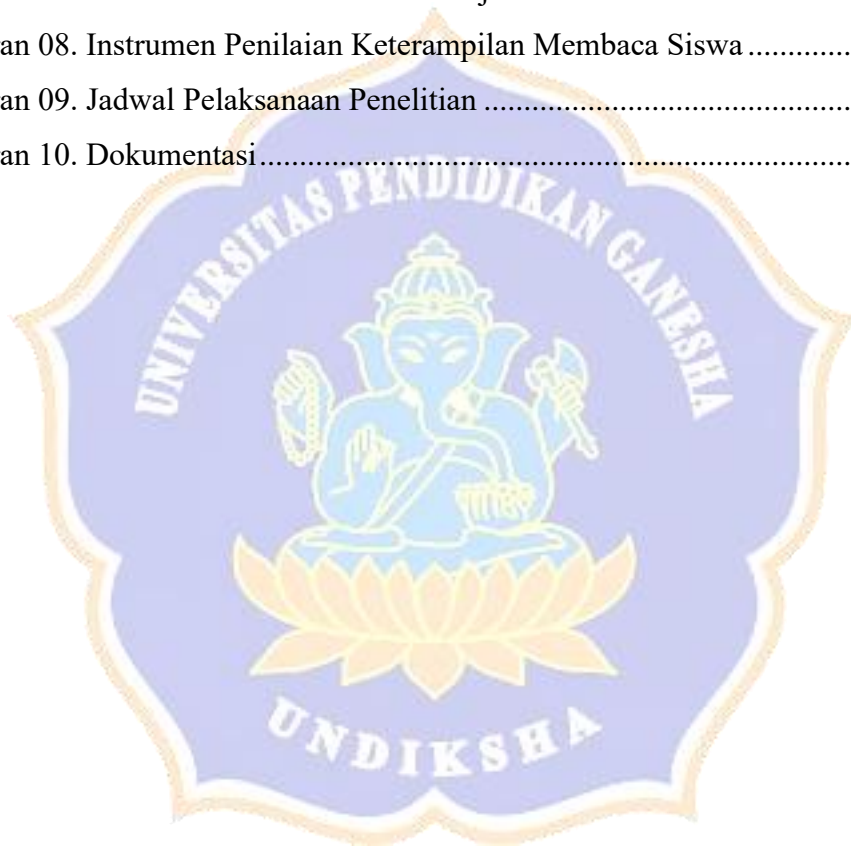 an 08. Instrumen Penilaian Keterampilan Membaca Siswa .............
an 09. Jadwal Pelaksanaan Penelitian ..............................................
an 10. Dokumentasi..........................................................................
UNIVERSITAS PENDIDIKAN GANESHA
UNDIKSHA